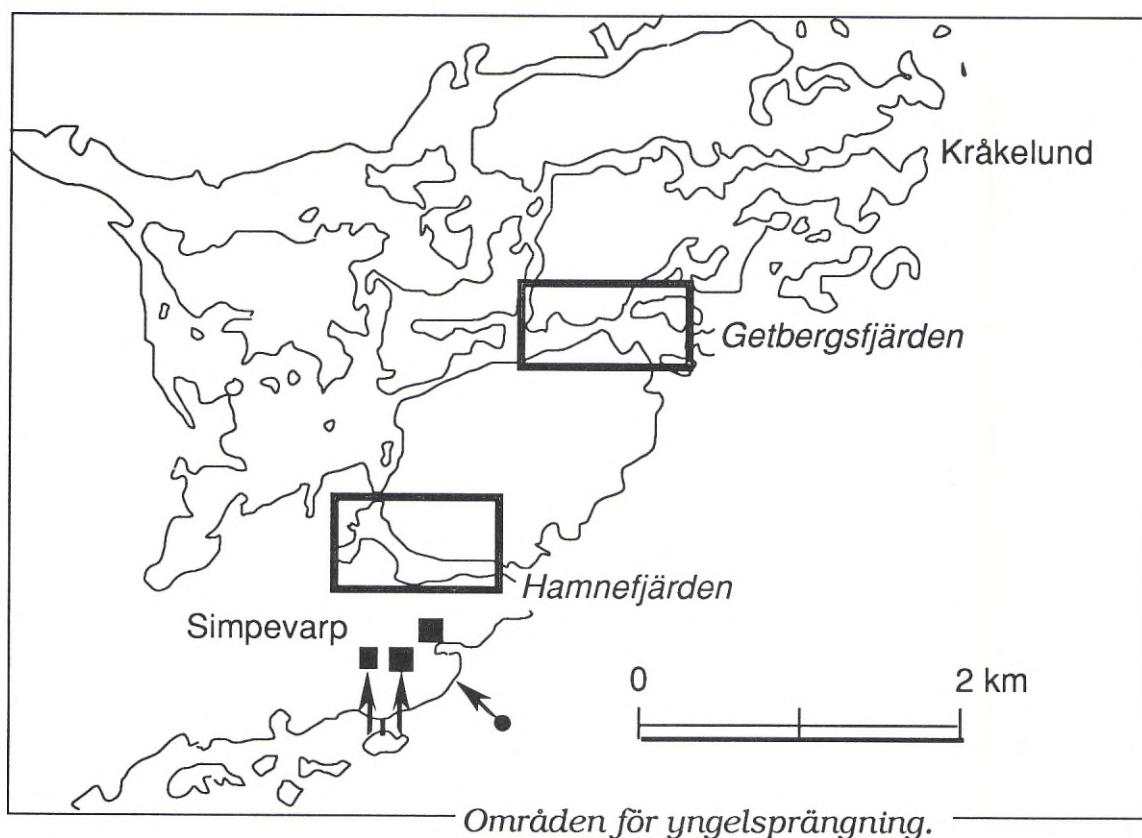 Kråkelund
Getbergsfjärden
Hamnefjärden
Simpevarp
0 2 km
Områden för yngelsprängning.